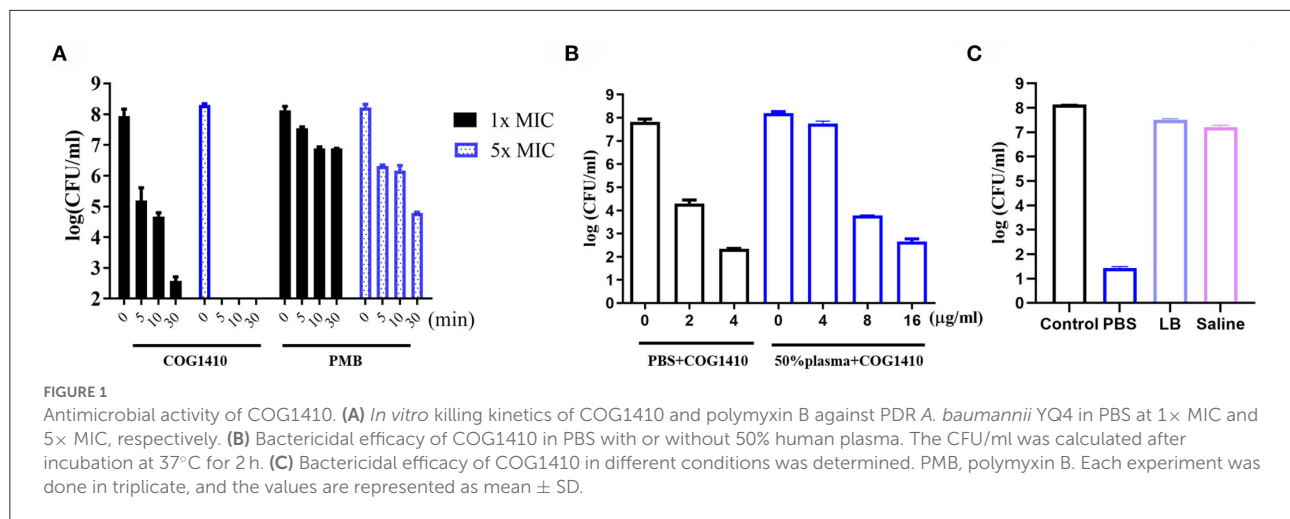 A
log(CFU/ml)
9
8
7
6
5
4
3
2
0 5 10 30 0 5 10 30 0 5 10 30 0 5 10 30 (min)
COG1410 PMB
1x MIC
5x MIC
B
log (CFU/ml)
10
9
8
7
6
5
4
3
2
1
0
0 2 4 0 4 8 16 (μg/ml)
PBS+COG1410 50%plasma+COG1410
C
log (CFU/ml)
10
9
8
7
6
5
4
3
2
1
0
Control PBS LB Saline
FIGURE 1
Antimicrobial activity of COG1410. (A) In vitro killing kinetics of COG1410 and polymyxin B against PDR A. baumannii YQ4 in PBS at 1× MIC and
5× MIC, respectively. (B) Bactericidal efficacy of COG1410 in PBS with or without 50% human plasma. The CFU/ml was calculated after
incubation at 37°C for 2 h. (C) Bactericidal efficacy of COG1410 in different conditions was determined. PMB, polymyxin B. Each experiment was
done in triplicate, and the values are represented as mean ± SD.